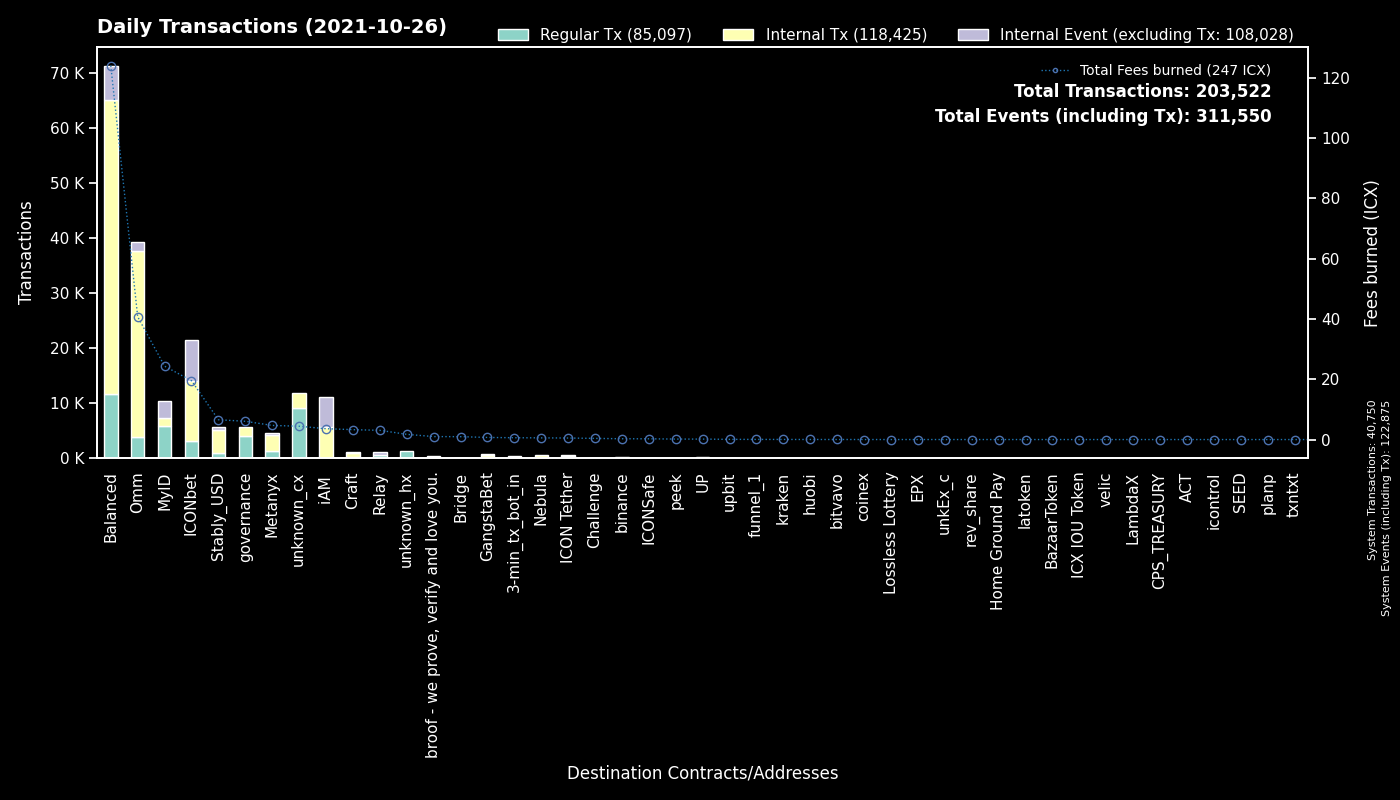 Daily Transactions (2021-10-26)
Regular Tx (85,097)
Internal Tx (118,425)
Internal Event (excluding Tx: 108,028)
Total Fees burned (247 ICX)
Total Transactions: 203,522
Total Events (including Tx): 311,550
Transactions
70 K
60 K
50 K
40 K
30 K
20 K
10 K
0 K
120
100
80
60
40
20
0
Fees burned (ICX)
System Transactions: 40,750
System Events (including Tx): 122,875
Balanced
Omm
MyID
ICONbet
Stably_USD
governance
Metanyx
unknown_cx
iAM
Craft
Relay
unknown_hx
broof - we prove, verify and love you.
Bridge
GangstaBet
3-min_tx_bot_in
Nebula
ICON Tether
Challenge
binance
ICONSafe
peek
UP
upbit
funnel_1
kraken
huobi
bitvavo
coinex
Lossless Lottery
EPX
unkEx_c
rev_share
Home Ground Pay
latoken
BazaarToken
ICX IOU Token
velic
LambdaX
CPS_TREASURY
ACT
icontrol
SEED
planp
txntxt
Destination Contracts/Addresses